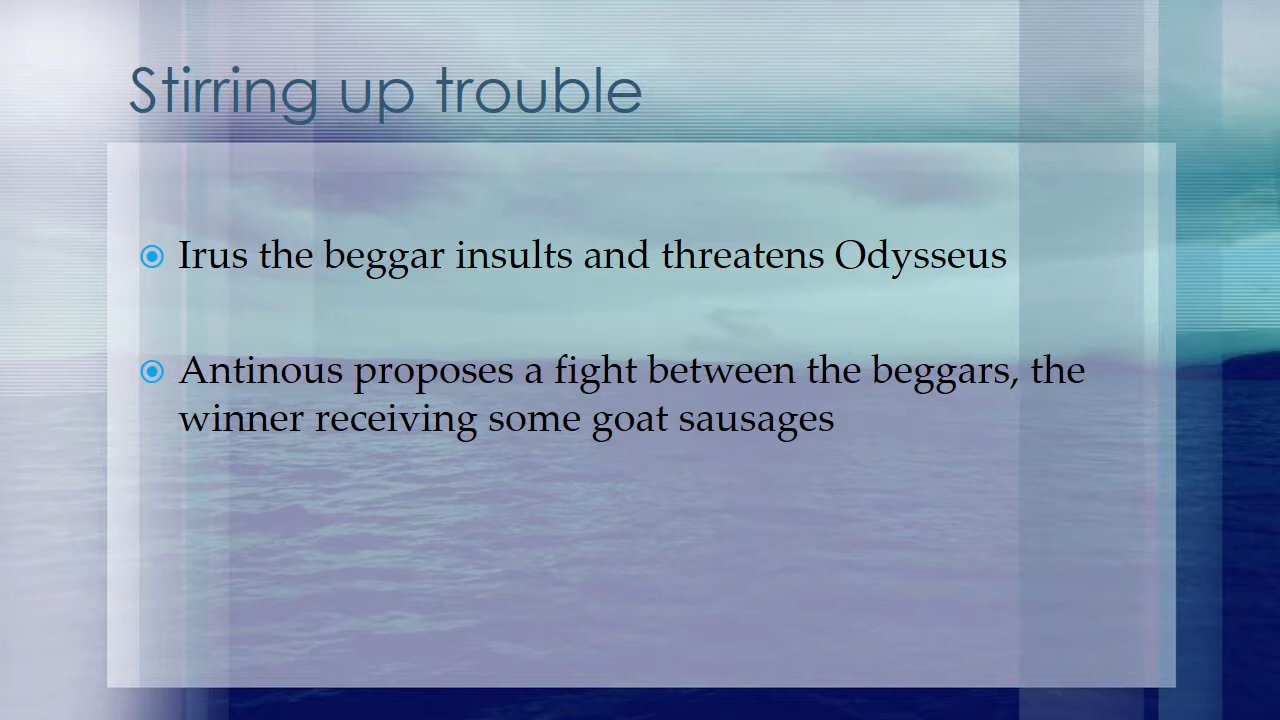 Stirring up trouble
Irus the beggar insults and threatens Odysseus
Antinous proposes a fight between the beggars, the
winner receiving some goat sausages